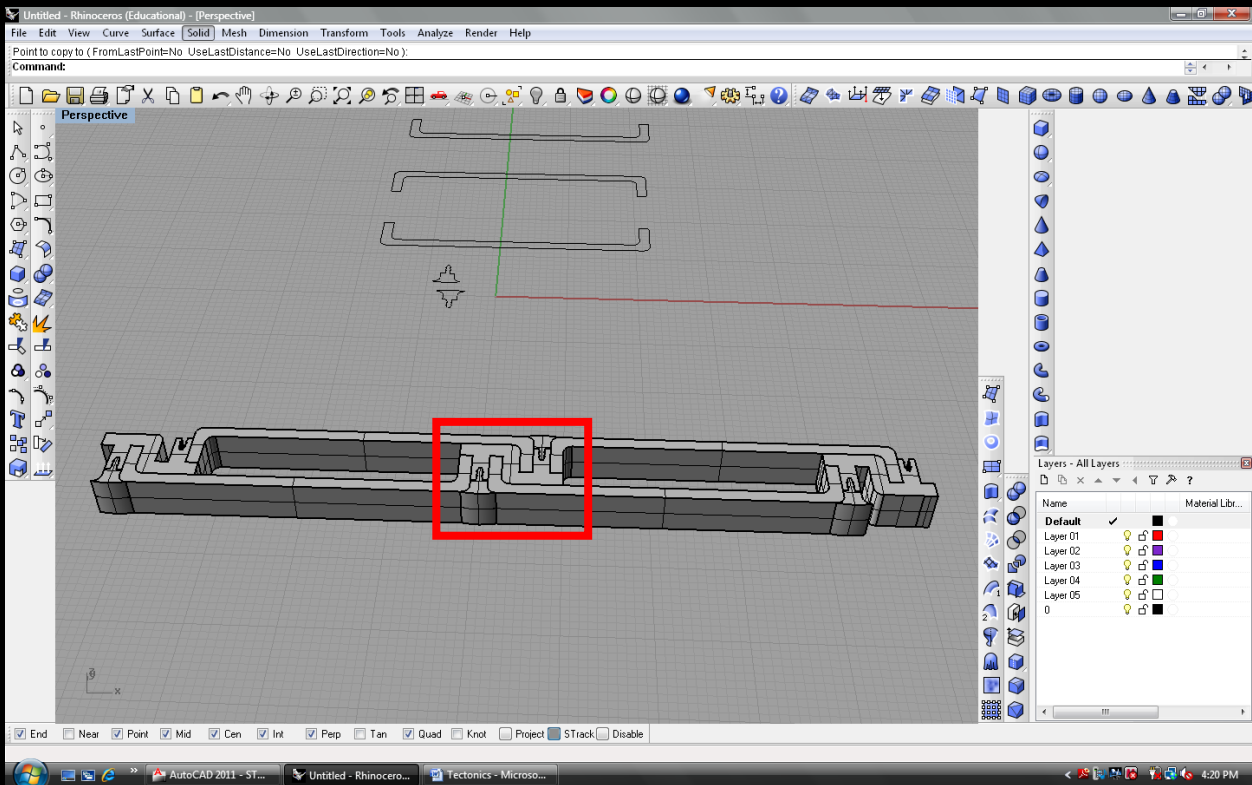 Untitled - Rhinoceros (Educational) - [Perspective]
File Edit View Curve Surface Solid Mesh Dimension Transform Tools Analyze Render Help
Point to copy to ( FromLastPoint=No UseLastDistance=No UseLastDirection=No ):
Command:
Perspective
Layers - All Layers
Name Material Libr...
Default
Layer 01
Layer 02
Layer 03
Layer 04
Layer 05
0
x
End Near Point Mid Cen Int Perp Tan Quad Knot Project STrack Disable
AutoCAD 2011 - ST... Untitled - Rhinocero... Tectonics - Microso... 4:20 PM